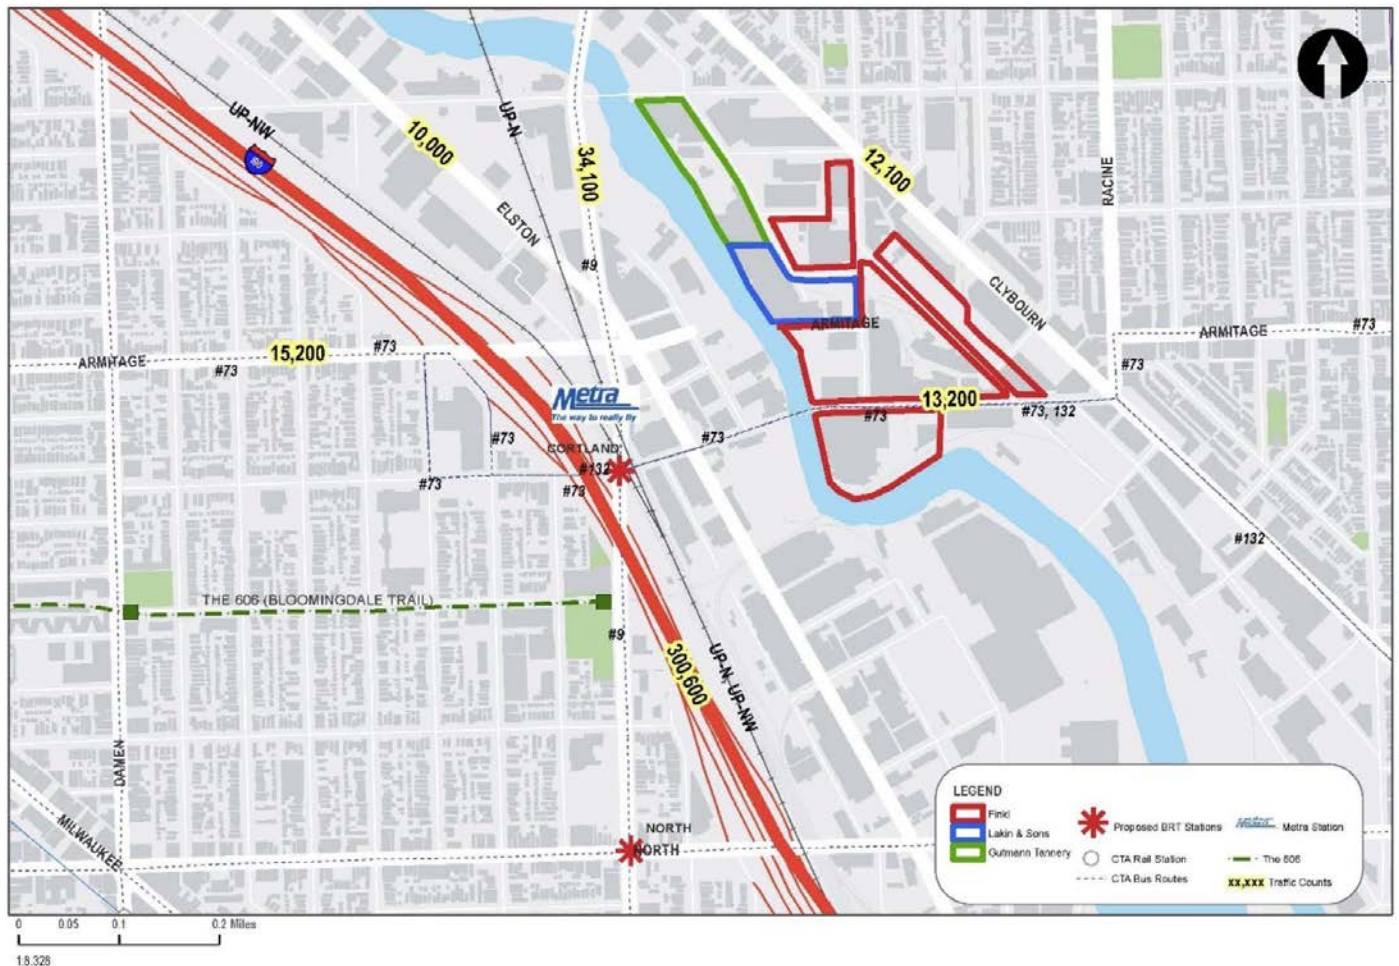 UP-NW
90
10,000
UP-N
34,100
12,100
RACINE
ELSTON
#9
CLYBOURN
ARMITAGE
ARMITAGE
#73
ARMITAGE
15,200
#73
#73
#73
Metra
The way to really fly
13,200
#73
#73, 132
#73
#73
CORTLAND
#132
#73
#73
#132
THE 606 (BLOOMINGDALE TRAIL)
#9
300,600
UP-N, UP-NW
DAMEN
MILWAUKEE
NORTH
NORTH
LEGEND
Finkl
Lakin & Sons
Gutmann Tannery
Proposed BRT Stations
CTA Rail Station
CTA Bus Routes
Metra
Metra Station
The 606
xx,xxx Traffic Counts
0 0.05 0.1 0.2 Miles
1:8,328